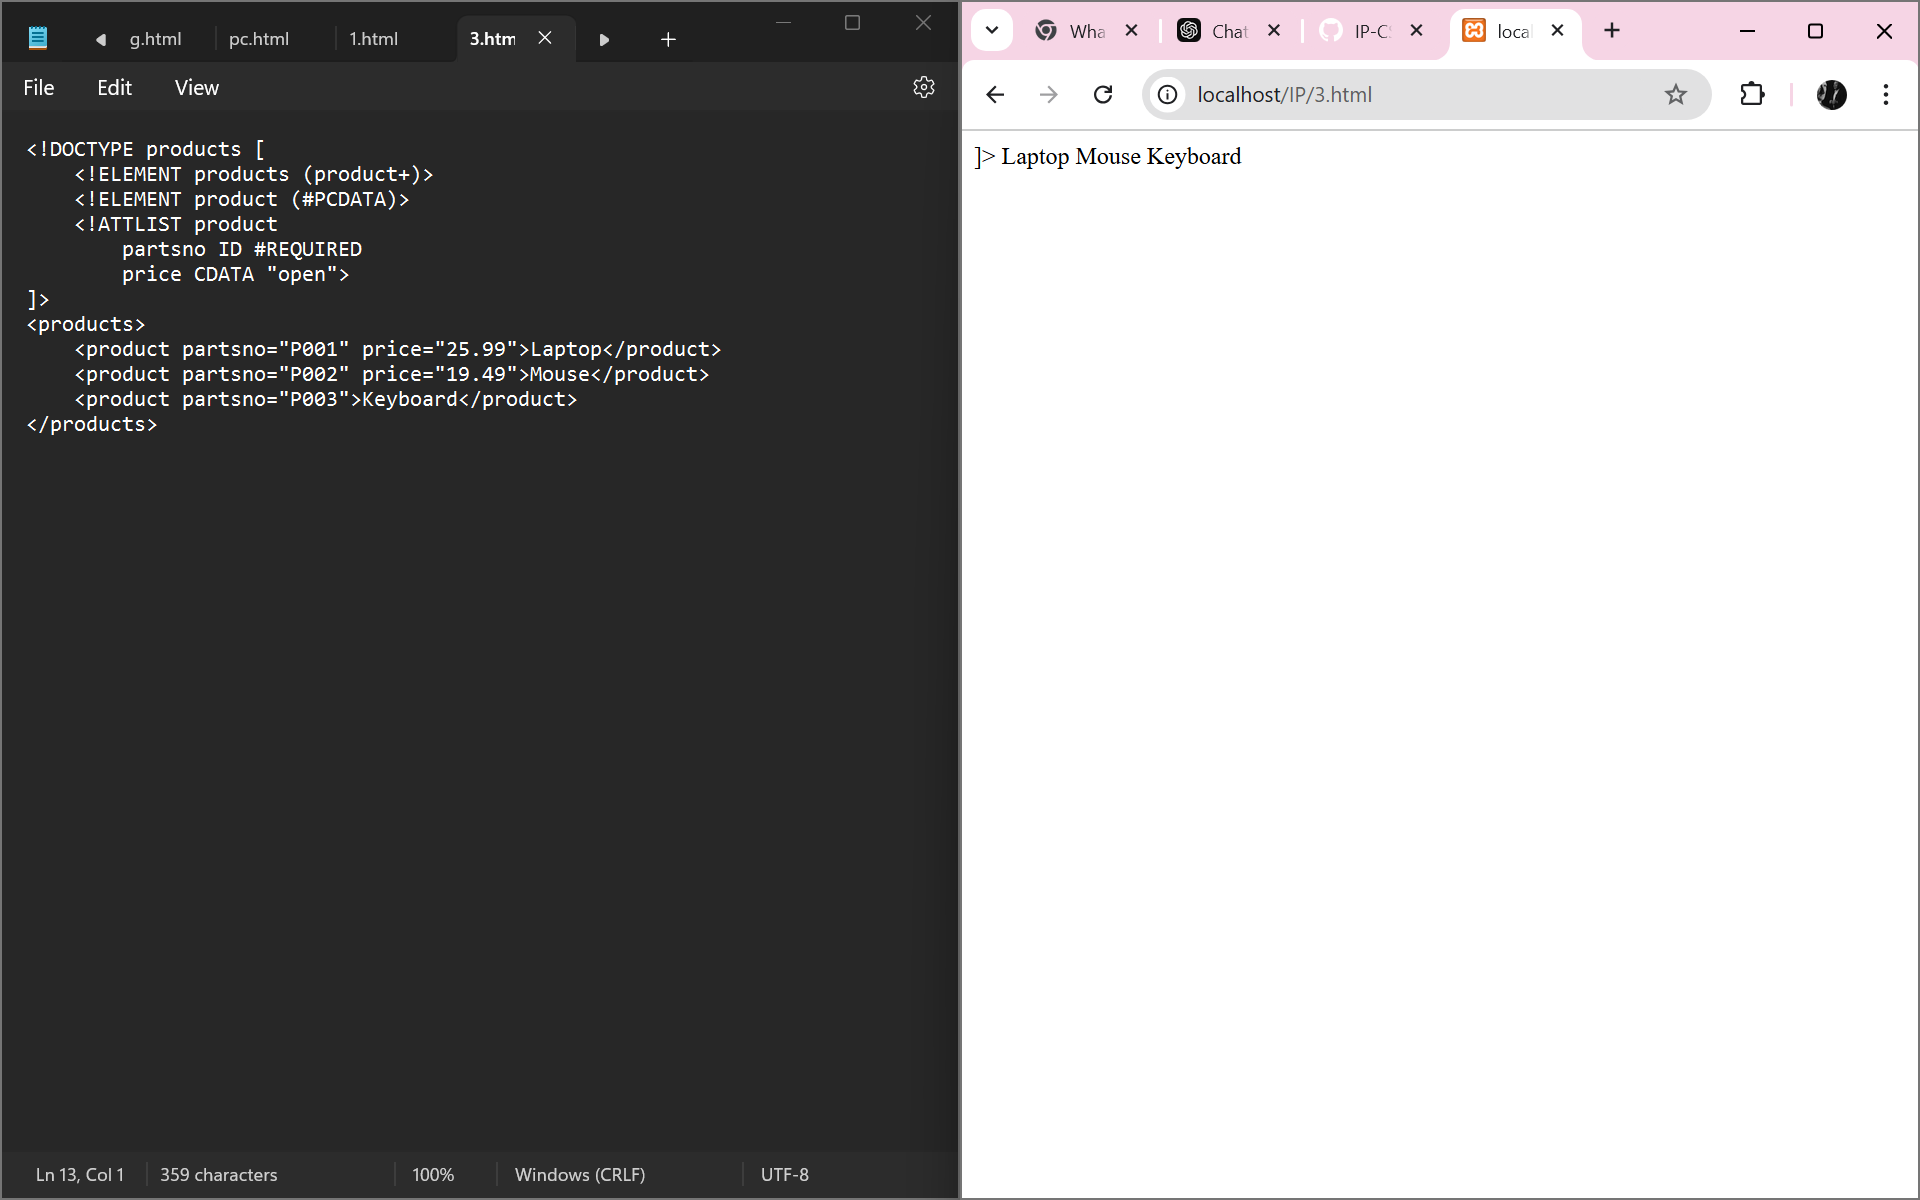 g.html
pc.html
1.html
3.htm
File
Edit
View
<!DOCTYPE products [
    <!ELEMENT products (product+)>
    <!ELEMENT product (#PCDATA)>
    <!ATTLIST product
        partsno ID #REQUIRED
        price CDATA "open">
]>
<products>
    <product partsno="P001" price="25.99">Laptop</product>
    <product partsno="P002" price="19.49">Mouse</product>
    <product partsno="P003">Keyboard</product>
</products>
Ln 13, Col 1
359 characters
100%
Windows (CRLF)
UTF-8
Wha
Chat
IP-CS
local
localhost/IP/3.html
]> Laptop Mouse Keyboard